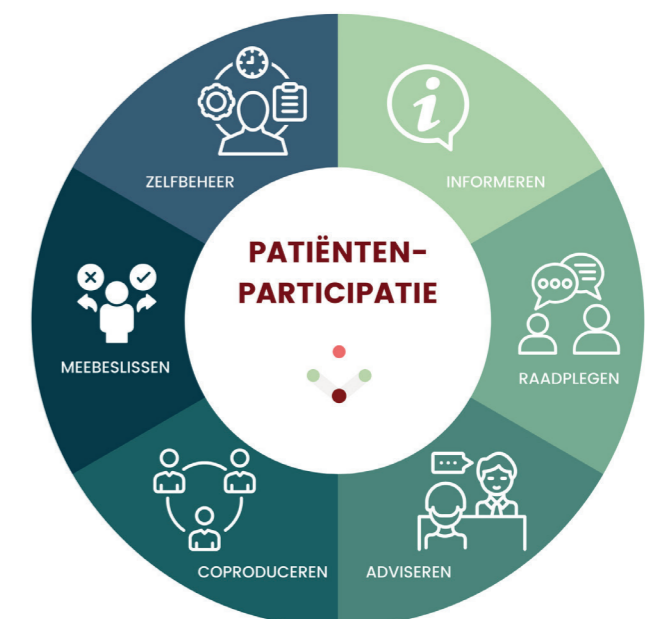 PATIËNTEN-
PARTICIPATIE
INFORMEREN
RAADPLEGEN
ADVISEREN
COPRODUCEREN
MEEBESLISSEN
ZELFBEHEER